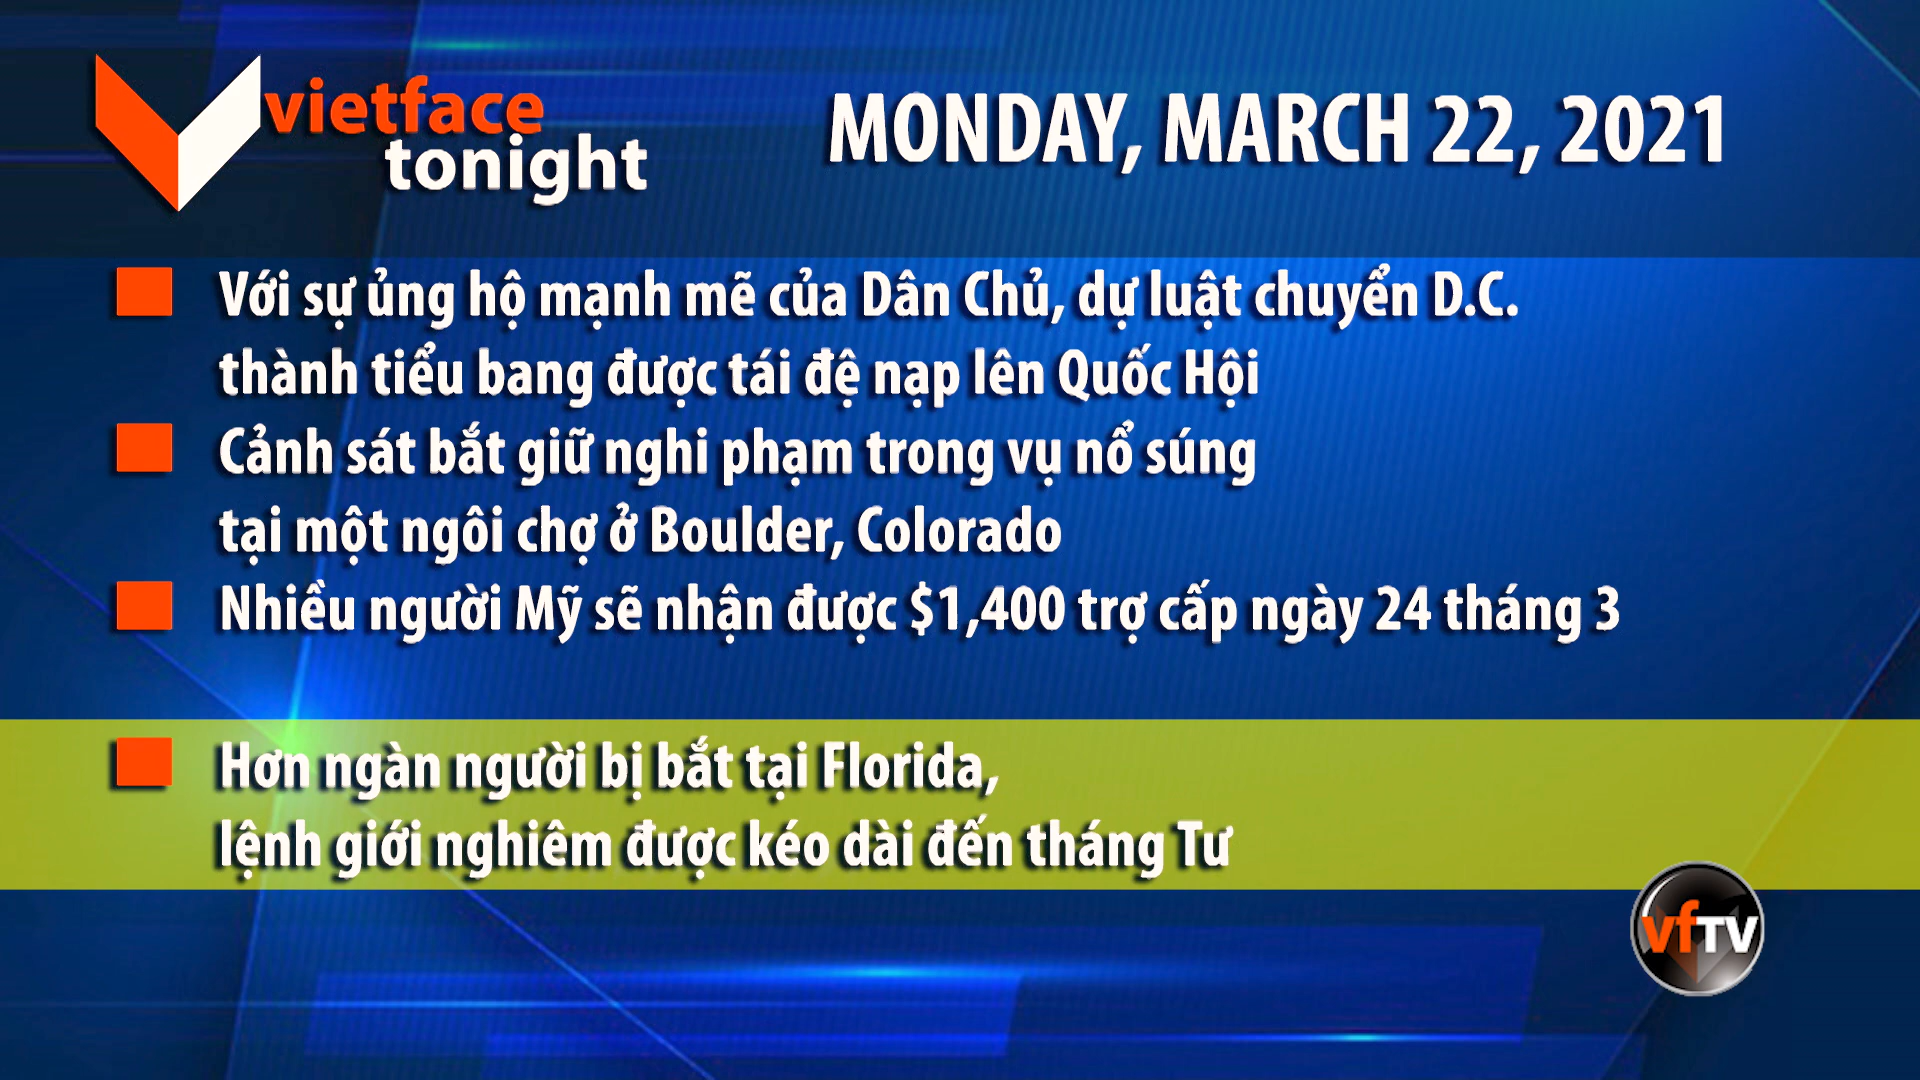 vietface
tonight
MONDAY, MARCH 22, 2021
Với sự ủng hộ mạnh mẽ của Dân Chủ, dự luật chuyển D.C.
thành tiểu bang được tái đệ nạp lên Quốc Hội
Cảnh sát bắt giữ nghi phạm trong vụ nổ súng
tại một ngôi chợ ở Boulder, Colorado
Nhiều người Mỹ sẽ nhận được $1,400 trợ cấp ngày 24 tháng 3
Hơn ngàn người bị bắt tại Florida,
lệnh giới nghiêm được kéo dài đến tháng Tư
vfTV